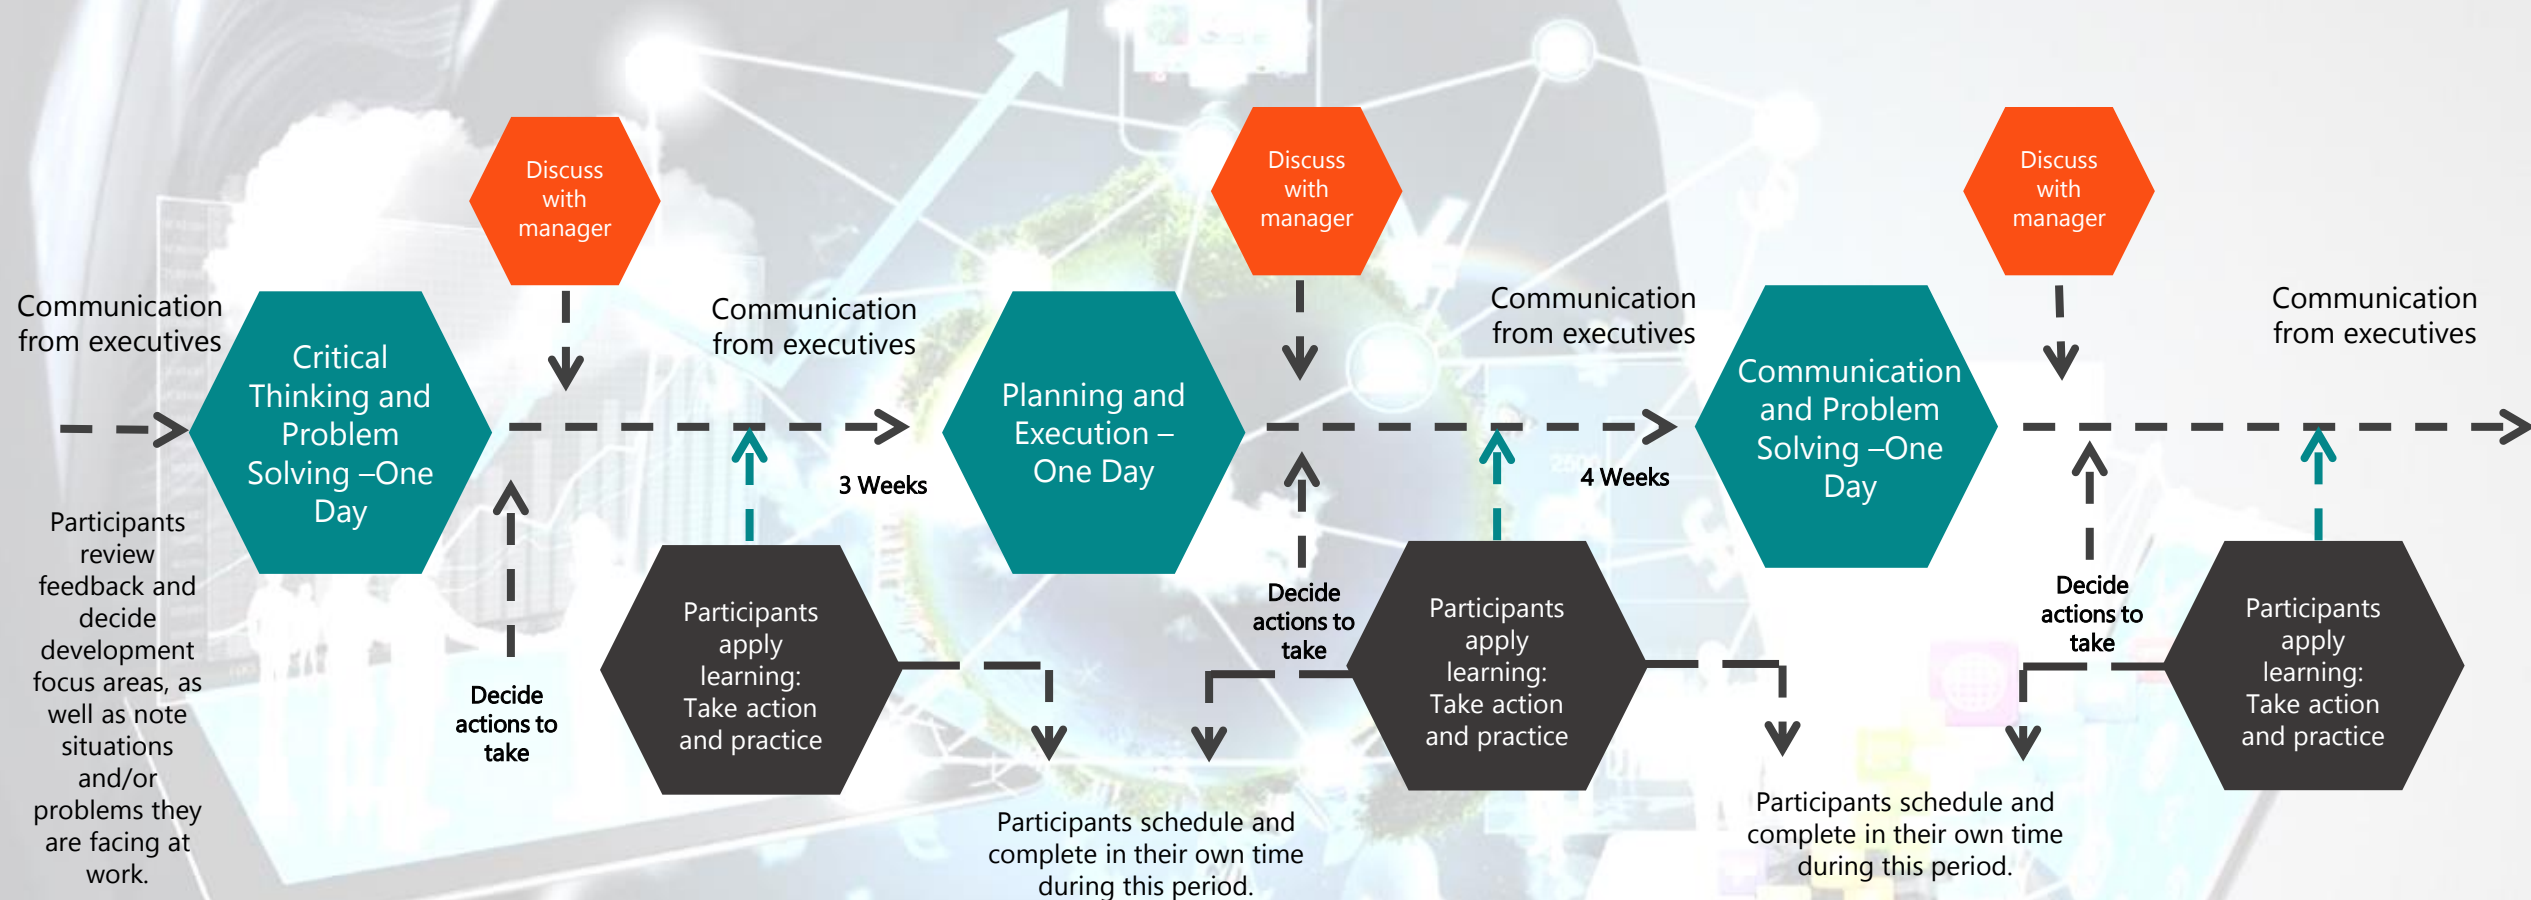 Communication
from executives
Participants
review
feedback and
decide
development
focus areas, as
well as note
situations
and/or
problems they
are facing at
work.
Critical
Thinking and
Problem
Solving –One
Day
Discuss
with
manager
Decide
actions to
take
Communication
from executives
3 Weeks
Participants
apply
learning:
Take action
and practice
Planning and
Execution –
One Day
Participants schedule and
complete in their own time
during this period.
Discuss
with
manager
Decide
actions to
take
Communication
from executives
4 Weeks
Participants
apply
learning:
Take action
and practice
Communication
and Problem
Solving –One
Day
Participants schedule and
complete in their own time
during this period.
Discuss
with
manager
Decide
actions to
take
Communication
from executives
Participants
apply
learning:
Take action
and practice